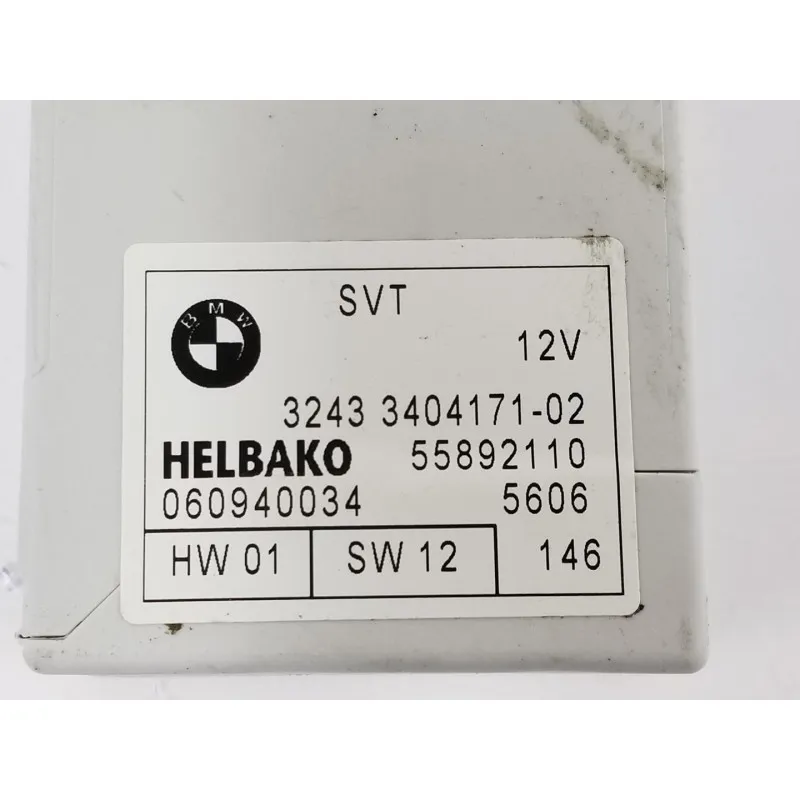 BMW
SVT
12V
3243 3404171-02
HELBAKO 55892110
060940034 5606
HW 01 SW 12 146